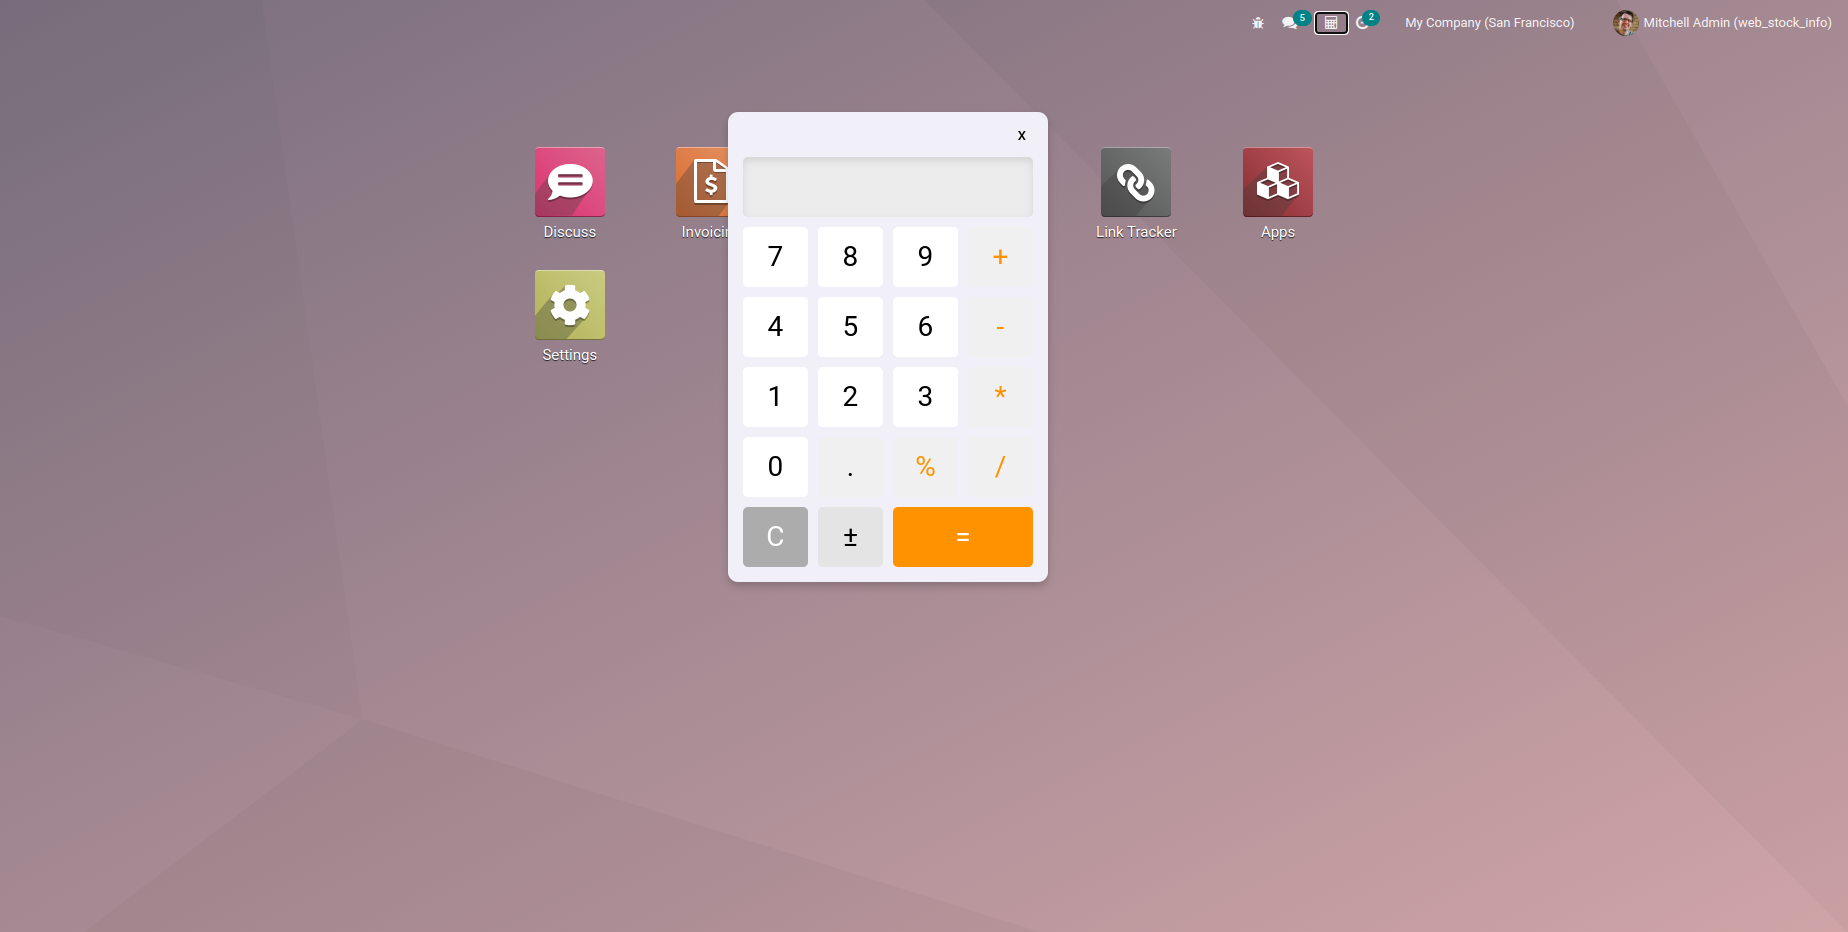 5
2
My Company (San Francisco)
Mitchell Admin (web_stock_info)
x
Discuss
Link Tracker
Apps
Settings
7 8 9 +
4 5 6 -
1 2 3 *
0 . % /
C ± =